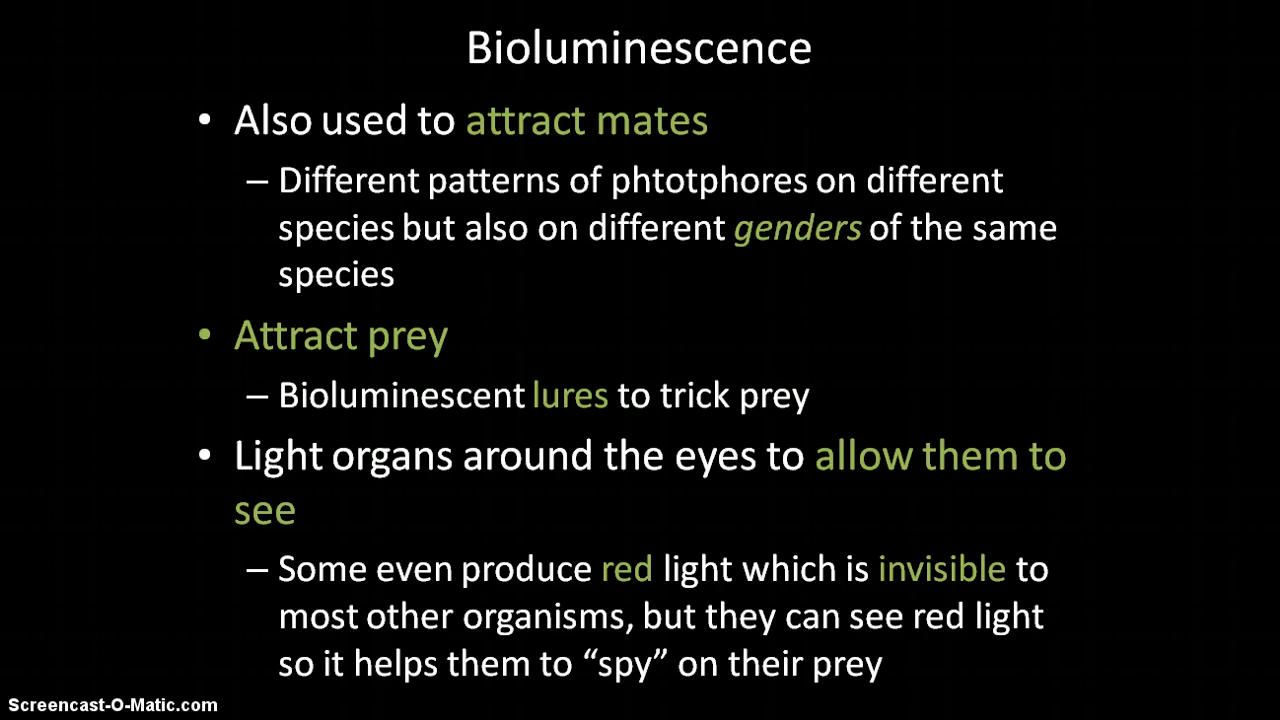 Bioluminescence
• Also used to attract mates
– Different patterns of phtotphores on different
species but also on different genders of the same
species
• Attract prey
– Bioluminescent lures to trick prey
• Light organs around the eyes to allow them to
see
– Some even produce red light which is invisible to
most other organisms, but they can see red light
so it helps them to “spy” on their prey
Screencast-O-Matic.com